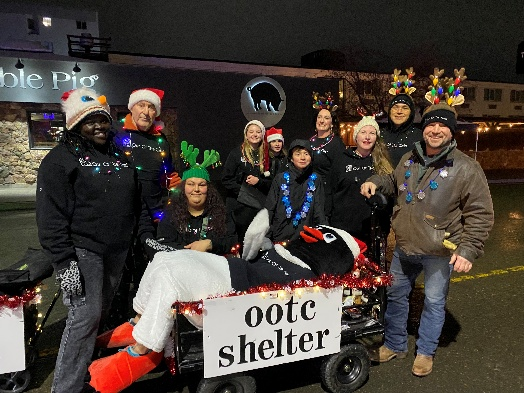 ble Pig
ootc
shelter